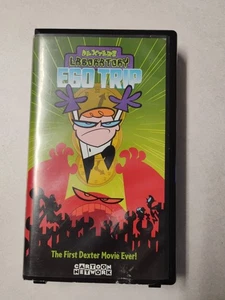 DEXTER'S
LABORATORY
EGO TRIP
The First Dexter Movie Ever!
CARTOON
NETWORK